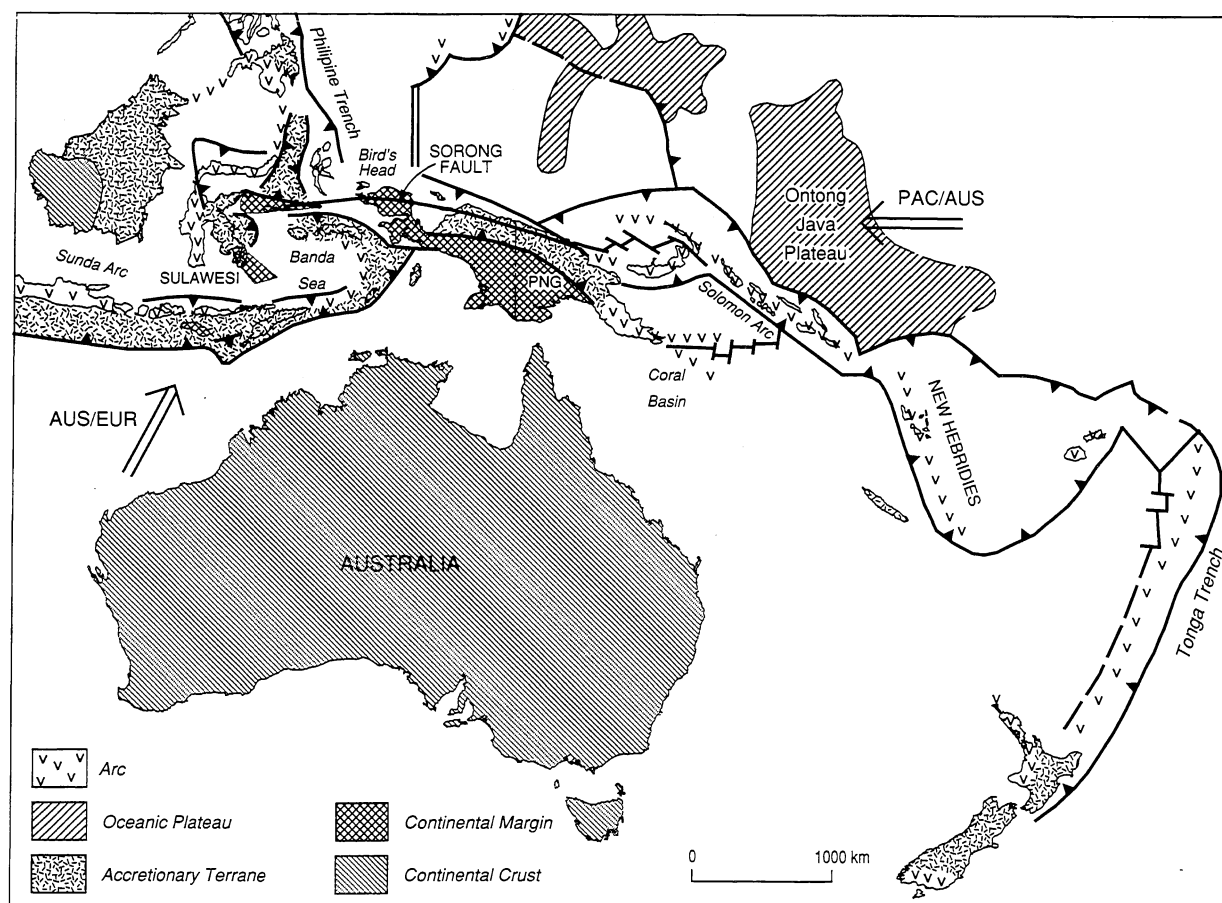 Philipine Trench
Bird's
Head
SORONG
FAULT
Ontong
Java
Plateau
PAC/AUS
Sunda Arc
SULAWESI
Banda
Sea
PNG
Solomon Arc
Coral
Basin
AUS/EUR
NEW HEBRIDIES
AUSTRALIA
Tonga Trench
Arc
Oceanic Plateau
Accretionary Terrane
Continental Margin
Continental Crust
0 1000 km